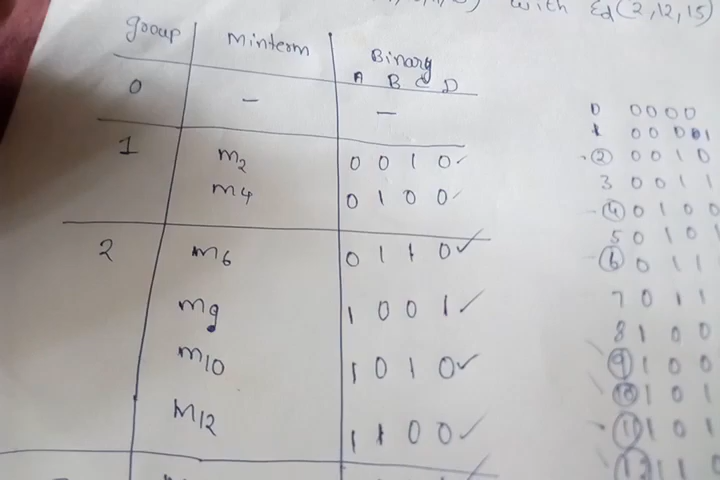 with Ɛd(2,12,15)
group Minterm Binary
A B C D
0 – –
1 m2 0 0 1 0 ✓
m4 0 1 0 0 ✓
2 m6 0 1 1 0 ✓
m9 1 0 0 1 ✓
m10 1 0 1 0 ✓
m12 1 1 0 0 ✓
0 0 0 0 0
1 0 0 0 1
2 0 0 1 0
3 0 0 1 1
4 0 1 0 0
5 0 1 0 1
6 0 1 1
7 0 1 1
8 1 0 0
9 1 0 0
10 1 0 1
11 1 0 1
1 1 0